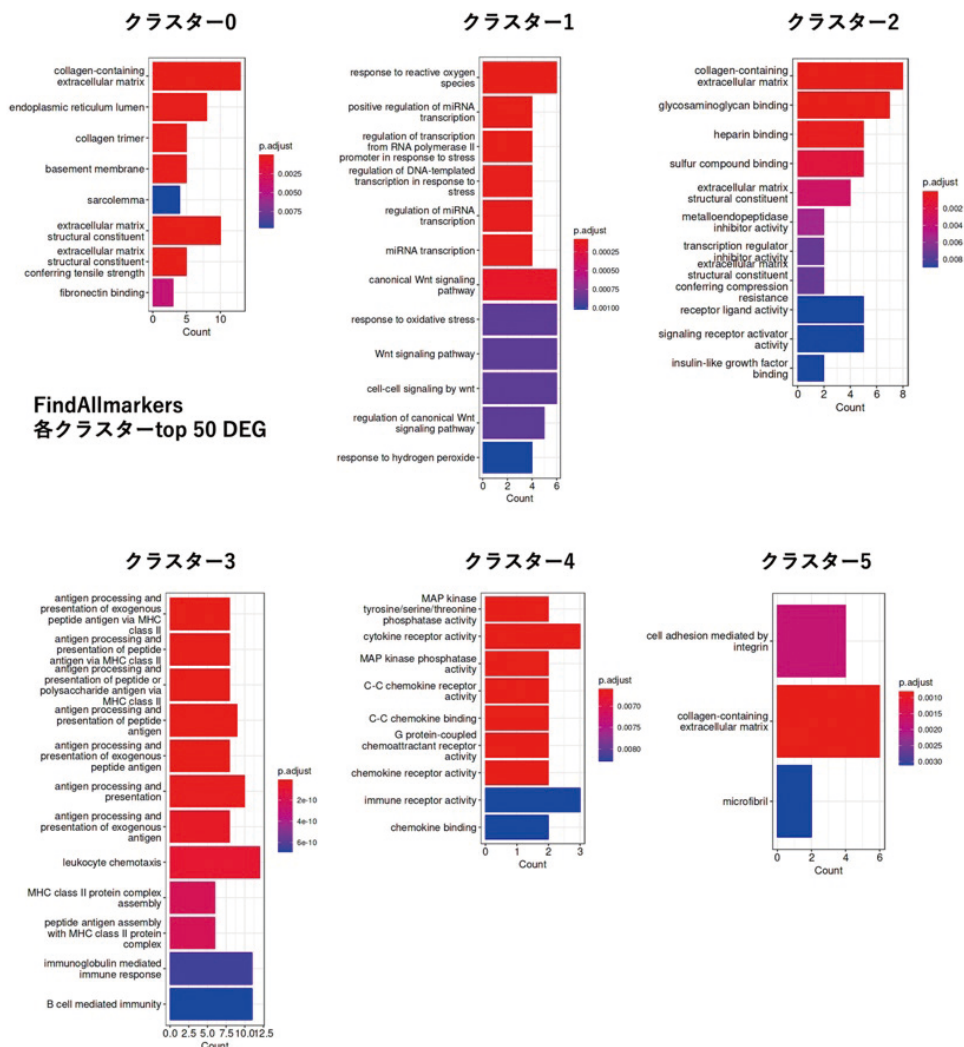 クラスター0
collagen-containing
extracellular matrix
endoplasmic reticulum lumen
collagen trimer
basement membrane
sarcolemma
extracellular matrix
structural constituent
extracellular matrix
structural constituent
conferring tensile strength
fibronectin binding
0 5 10
Count
p.adjust
0.0025
0.0050
0.0075
クラスター1
response to reactive oxygen
species
positive regulation of miRNA
transcription
regulation of transcription
from RNA polymerase II
promoter in response to stress
regulation of DNA-templated
transcription in response to
stress
regulation of miRNA
transcription
miRNA transcription
canonical Wnt signaling
pathway
response to oxidative stress
Wnt signaling pathway
cell-cell signaling by wnt
regulation of canonical Wnt
signaling pathway
response to hydrogen peroxide
0 2 4 6
Count
p.adjust
0.00025
0.00050
0.00075
0.00100
クラスター2
collagen-containing
extracellular matrix
glycosaminoglycan binding
heparin binding
sulfur compound binding
extracellular matrix
structural constituent
metalloendopeptidase
inhibitor activity
transcription regulator
inhibitor activity
extracellular matrix
structural constituent
conferring compression
resistance
receptor ligand activity
signaling receptor activator
activity
insulin-like growth factor
binding
0 2 4 6 8
Count
p.adjust
0.002
0.004
0.006
0.008
FindAllmarkers
各クラスターtop 50 DEG
クラスター3
antigen processing and
presentation of exogenous
peptide antigen via MHC
class II
antigen processing and
presentation of peptide
antigen via MHC class II
antigen processing and
presentation of peptide or
polysaccharide antigen via
MHC class II
antigen processing and
presentation of peptide
antigen
antigen processing and
presentation of exogenous
peptide antigen
antigen processing and
presentation
antigen processing and
presentation of exogenous
antigen
leukocyte chemotaxis
MHC class II protein complex
assembly
peptide antigen assembly
with MHC class II protein
complex
immunoglobulin mediated
immune response
B cell mediated immunity
0.0 2.5 5.0 7.5 10.0 12.5
Count
p.adjust
2e-10
4e-10
6e-10
クラスター4
MAP kinase
tyrosine/serine/threonine
phosphatase activity
cytokine receptor activity
MAP kinase phosphatase
activity
C-C chemokine receptor
activity
C-C chemokine binding
G protein-coupled
chemoattractant receptor
activity
chemokine receptor activity
immune receptor activity
chemokine binding
0 1 2 3
Count
p.adjust
0.0070
0.0075
0.0080
クラスター5
cell adhesion mediated by
integrin
collagen-containing
extracellular matrix
microfibril
0 2 4 6
Count
p.adjust
0.0010
0.0015
0.0020
0.0025
0.0030